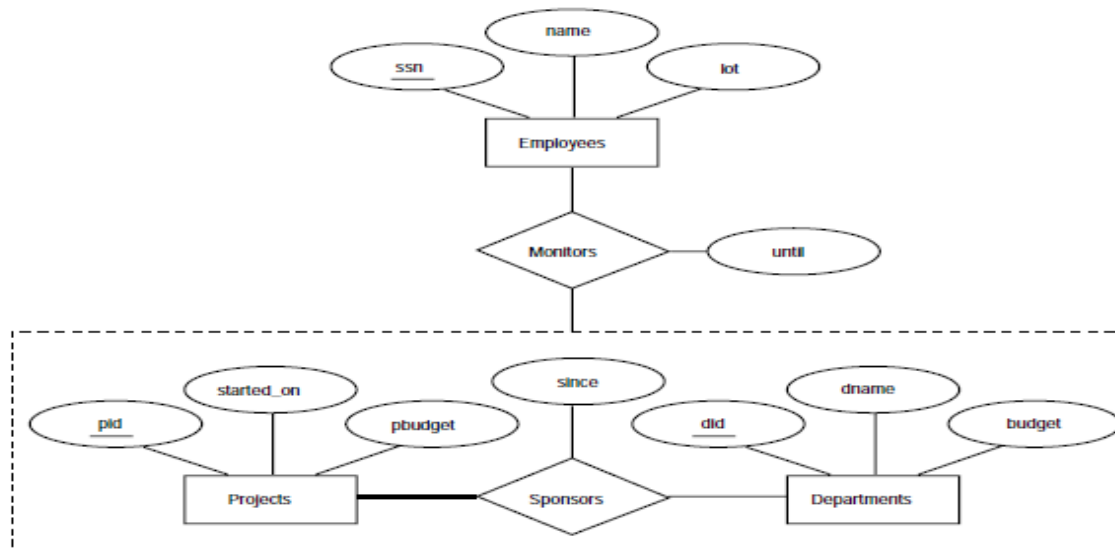 name
ssn
lot
Employees
Monitors
until
since
started_on
dname
pid
pbudget
did
budget
Projects
Sponsors
Departments